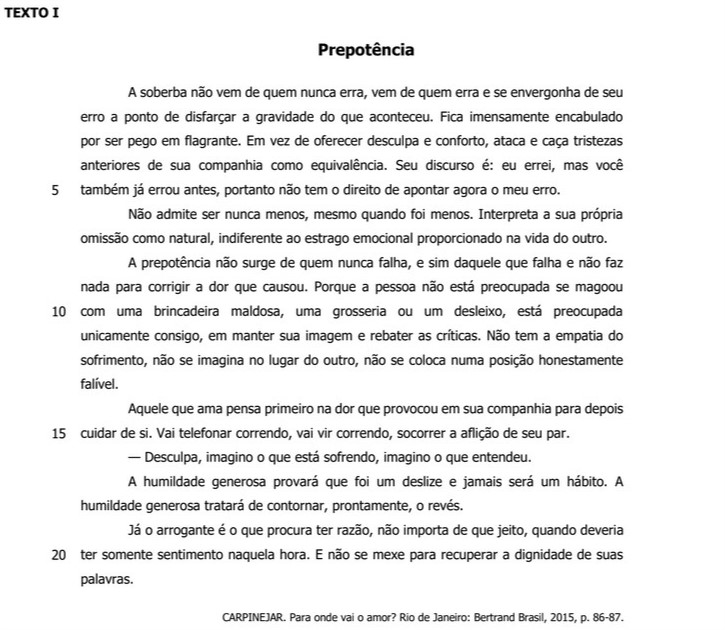 TEXTO I
Prepotência
A soberba não vem de quem nunca erra, vem de quem erra e se envergonha de seu
erro a ponto de disfarçar a gravidade do que aconteceu. Fica imensamente encabulado
por ser pego em flagrante. Em vez de oferecer desculpa e conforto, ataca e caça tristezas
anteriores de sua companhia como equivalência. Seu discurso é: eu errei, mas você
5 também já errou antes, portanto não tem o direito de apontar agora o meu erro.
Não admite ser nunca menos, mesmo quando foi menos. Interpreta a sua própria
omissão como natural, indiferente ao estrago emocional proporcionado na vida do outro.
A prepotência não surge de quem nunca falha, e sim daquele que falha e não faz
nada para corrigir a dor que causou. Porque a pessoa não está preocupada se magoou
10 com uma brincadeira maldosa, uma grosseria ou um desleixo, está preocupada
unicamente consigo, em manter sua imagem e rebater as críticas. Não tem a empatia do
sofrimento, não se imagina no lugar do outro, não se coloca numa posição honestamente
falível.
Aquele que ama pensa primeiro na dor que provocou em sua companhia para depois
15 cuidar de si. Vai telefonar correndo, vai vir correndo, socorrer a aflição de seu par.
— Desculpa, imagino o que está sofrendo, imagino o que entendeu.
A humildade generosa provará que foi um deslize e jamais será um hábito. A
humildade generosa tratará de contornar, prontamente, o revés.
Já o arrogante é o que procura ter razão, não importa de que jeito, quando deveria
20 ter somente sentimento naquela hora. E não se mexe para recuperar a dignidade de suas
palavras.
CARPINEJAR. Para onde vai o amor? Rio de Janeiro: Bertrand Brasil, 2015, p. 86-87.